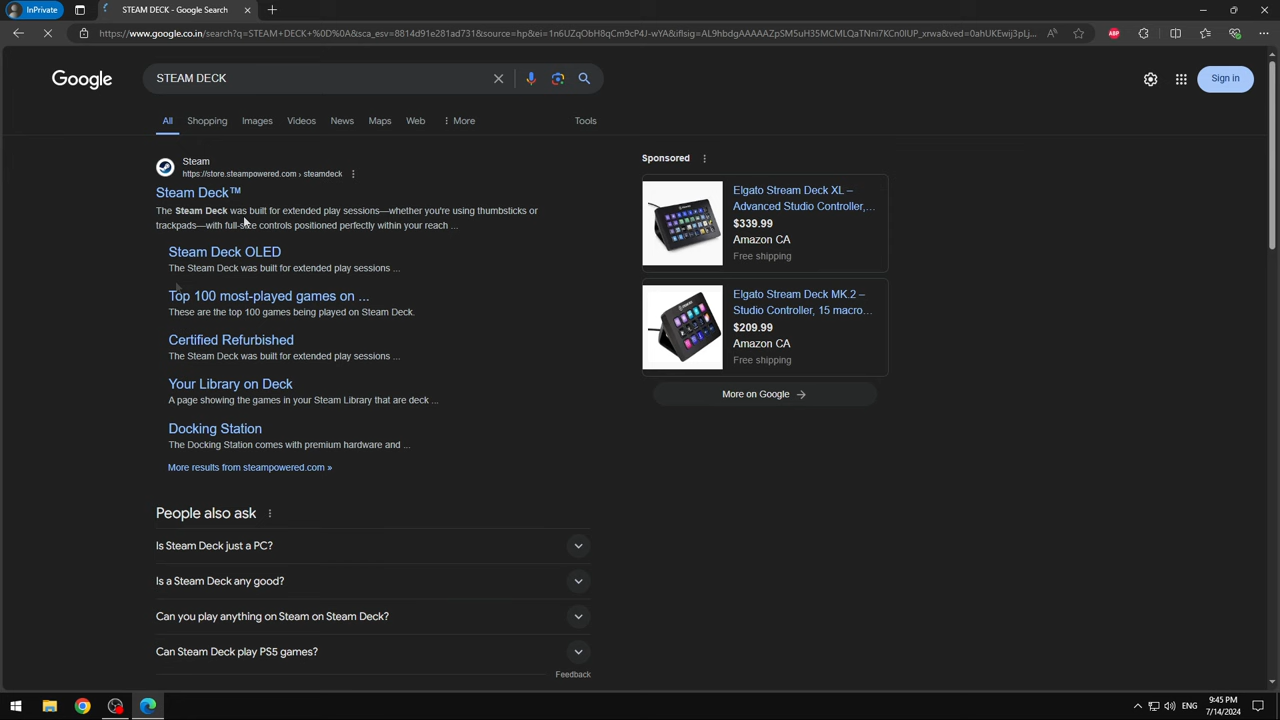 InPrivate
STEAM DECK - Google Search
https://www.google.co.in/search?q=STEAM+DECK+%0D%0A&sca_esv=8814d91e281ad731&source=hp&ei=1n6UZqObH8qCm9cP4J-wYA&iflsig=AL9hbdgAAAAAZpSM5uH35MCMLQaTNni7KCn0IUP_xrwa&ved=0ahUKEwij3pLj...
ABP
Google
STEAM DECK
Sign in
All
Shopping
Images
Videos
News
Maps
Web
More
Tools
Steam
https://store.steampowered.com › steamdeck
Steam Deck™
The Steam Deck was built for extended play sessions—whether you're using thumbsticks or
trackpads—with full-size controls positioned perfectly within your reach ...
Steam Deck OLED
The Steam Deck was built for extended play sessions ...
Top 100 most-played games on ...
These are the top 100 games being played on Steam Deck.
Certified Refurbished
The Steam Deck was built for extended play sessions ...
Your Library on Deck
A page showing the games in your Steam Library that are deck ...
Docking Station
The Docking Station comes with premium hardware and ...
More results from steampowered.com »
People also ask
Is Steam Deck just a PC?
Is a Steam Deck any good?
Can you play anything on Steam on Steam Deck?
Can Steam Deck play PS5 games?
Feedback
Sponsored
Elgato Stream Deck XL –
Advanced Studio Controller,...
$339.99
Amazon CA
Free shipping
Elgato Stream Deck MK.2 –
Studio Controller, 15 macro...
$209.99
Amazon CA
Free shipping
More on Google
ENG
9:45 PM
7/14/2024